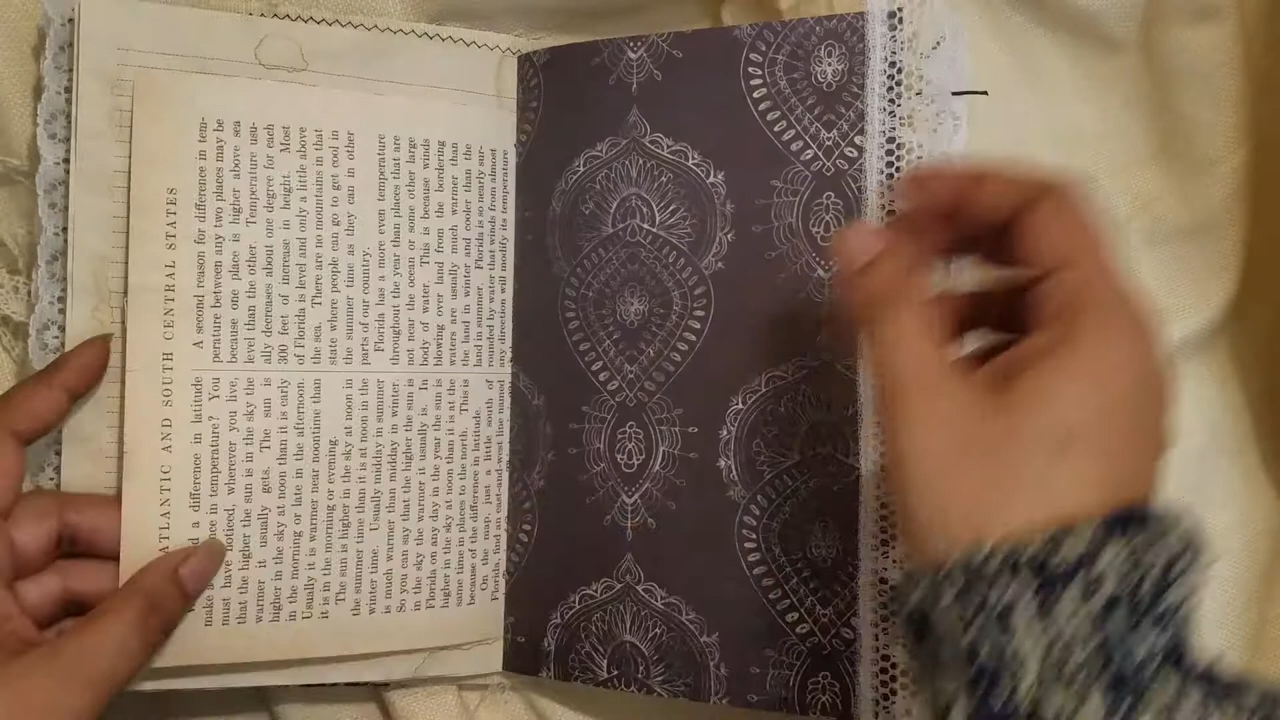 ATLANTIC AND SOUTH CENTRAL STATES
a difference in latitude
make in temperature? You
must have noticed, wherever you live,
that the higher the sun is in the sky the
warmer it usually gets. The sun is
higher in the sky at noon than it is early
in the morning or late in the afternoon.
Usually it is warmer near noontime than
it is in the morning or evening.
The sun is higher in the sky at noon in
the summer time than it is at noon in the
winter time. Usually midday in summer
is much warmer than midday in winter.
So you can say that the higher the sun is
in the sky the warmer it usually is. In
Florida on any day in the year the sun is
higher in the sky at noon than it is at the
same time in places to the north. This is
because of the difference in latitude.
On the map, just a little south of
Florida, find an east-and-west line named
A second reason for difference in tem-
perature between any two places may be
because one place is higher above sea
level than the other. Temperature usu-
ally decreases about one degree for each
300 feet of increase in height. Most
of Florida is level and only a little above
the sea. There are no mountains in that
state where people can go to get cool in
the summer time as they can in other
parts of our country.
Florida has a more even temperature
throughout the year than places that are
not near the ocean or some other large
body of water. This is because winds
blowing over land from the bordering
waters are usually much warmer than
the land in winter and cooler than the
land in summer. Florida is so nearly sur-
rounded by water that winds from almost
any direction will modify its temperature